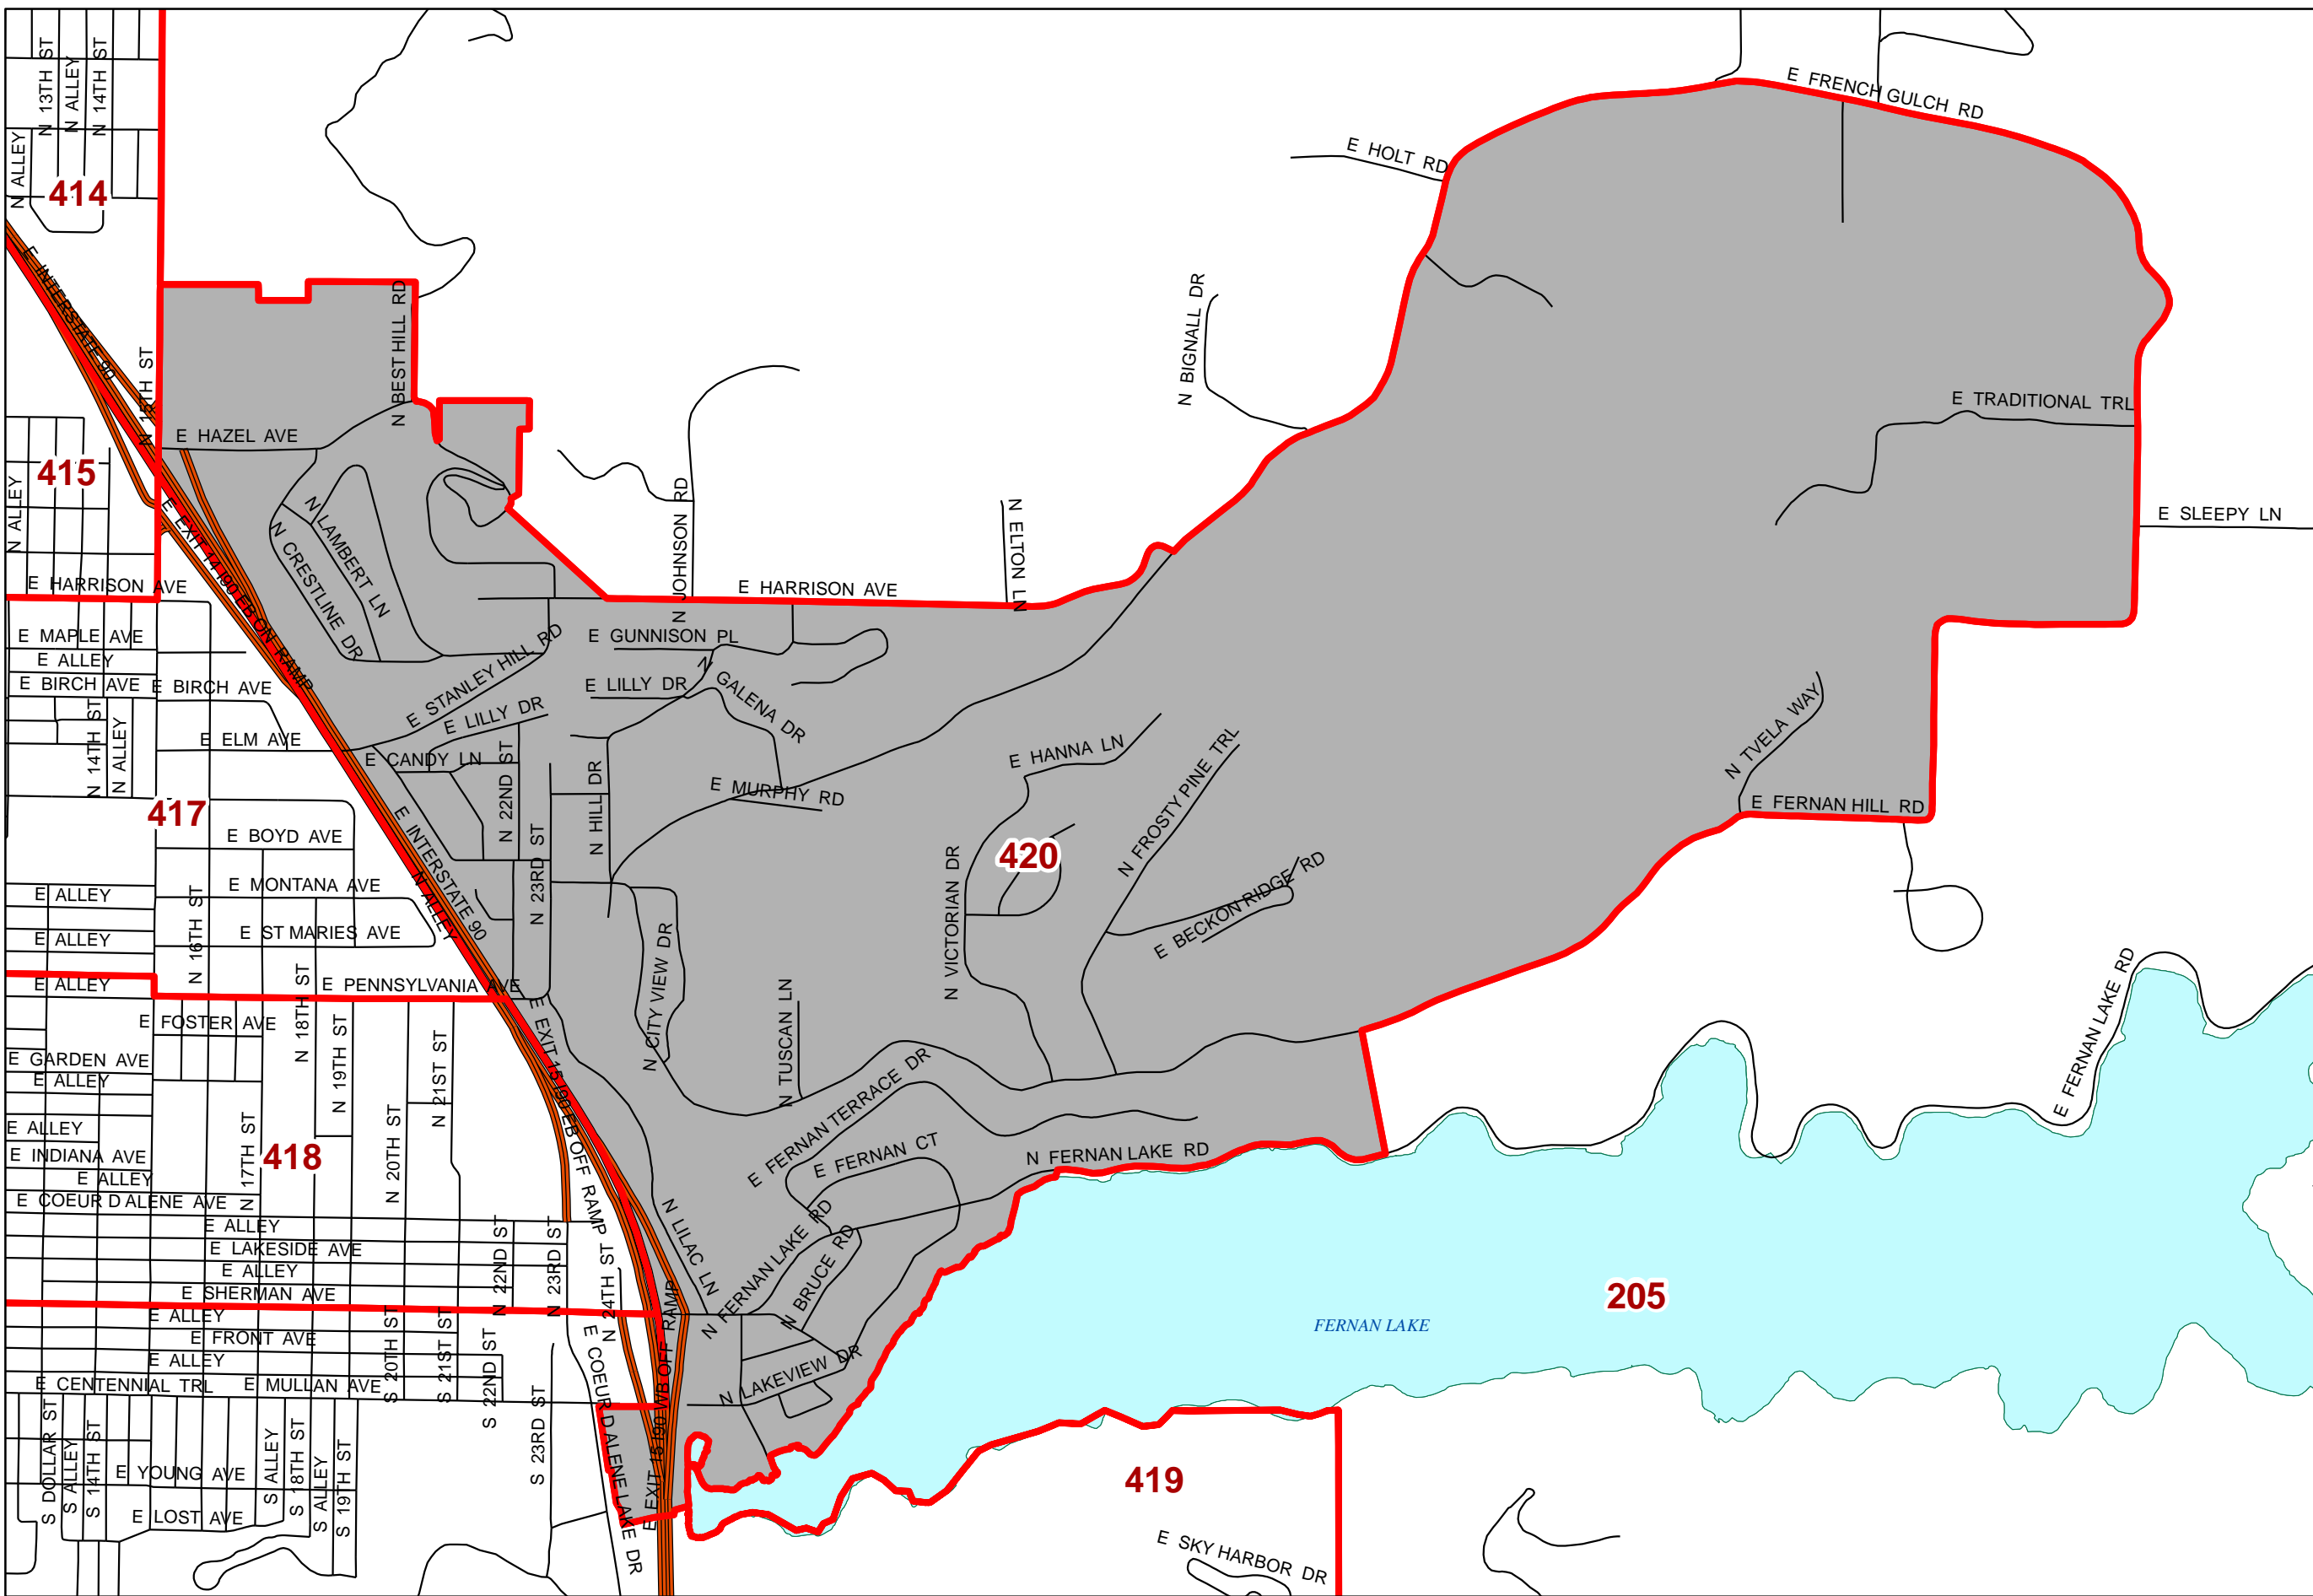 N 13TH ST
N ALLEY
N 14TH ST
N ALLEY
414
E FRENCH GULCH RD
E HOLT RD
E INTERSTATE 90
N 15TH ST
N BEST HILL RD
N BIGNALL DR
E TRADITIONAL TRL
E HAZEL AVE
415
N ALLEY
E EXIT 14 I90 EB ON RAMP
N LAMBERT LN
N CRESTLINE DR
N JOHNSON RD
N ELTON LN
E SLEEPY LN
E HARRISON AVE
E HARRISON AVE
E MAPLE AVE
E ALLEY
E BIRCH AVE
E BIRCH AVE
E STANLEY HILL RD
E GUNNISON PL
E LILLY DR
N GALENA DR
E LILLY DR
N 14TH ST
N ALLEY
E ELM AVE
E CANDY LN
N 22ND ST
N HILL DR
E MURPHY RD
E HANNA LN
N FROSTY PINE TRL
N TVELA WAY
E FERNAN HILL RD
417
E BOYD AVE
E INTERSTATE 90
N ALLEY
N 23RD ST
420
N VICTORIAN DR
E BECKON RIDGE RD
E MONTANA AVE
E ALLEY
N 16TH ST
E ST MARIES AVE
E ALLEY
N CITY VIEW DR
N TUSCAN LN
E FERNAN LAKE RD
E ALLEY
N 18TH ST
E PENNSYLVANIA AVE
E FOSTER AVE
N 19TH ST
N 21ST ST
E EXIT 15 I90 EB OFF RAMP
E GARDEN AVE
E ALLEY
E FERNAN TERRACE DR
E ALLEY
N 17TH ST
N 20TH ST
418
E INDIANA AVE
E ALLEY
E FERNAN CT
N FERNAN LAKE RD
E COEUR D ALENE AVE
E ALLEY
N 22ND ST
N 23RD ST
N 24TH ST
N LILAC LN
N FERNAN LAKE RD
N BRUCE RD
E LAKESIDE AVE
E ALLEY
E SHERMAN AVE
205
FERNAN LAKE
E ALLEY
E FRONT AVE
S 20TH ST
S 21ST ST
S 22ND ST
E ALLEY
E CENTENNIAL TRL
E MULLAN AVE
E COEUR D ALENE LAKE DR
E EXIT 15 I90 WB OFF RAMP
N LAKEVIEW DR
S DOLLAR ST
S ALLEY
S 14TH ST
E YOUNG AVE
S ALLEY
S 18TH ST
S ALLEY
S 19TH ST
S 23RD ST
419
E LOST AVE
E SKY HARBOR DR